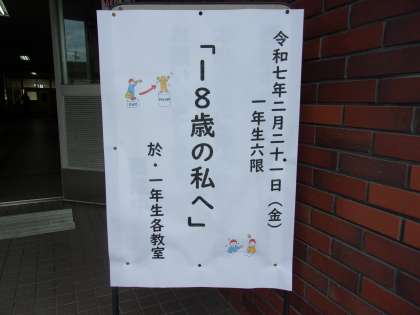 令和七年二月二十一日(金)
一年生六限
「18歳の私へ」
於・一年生各教室